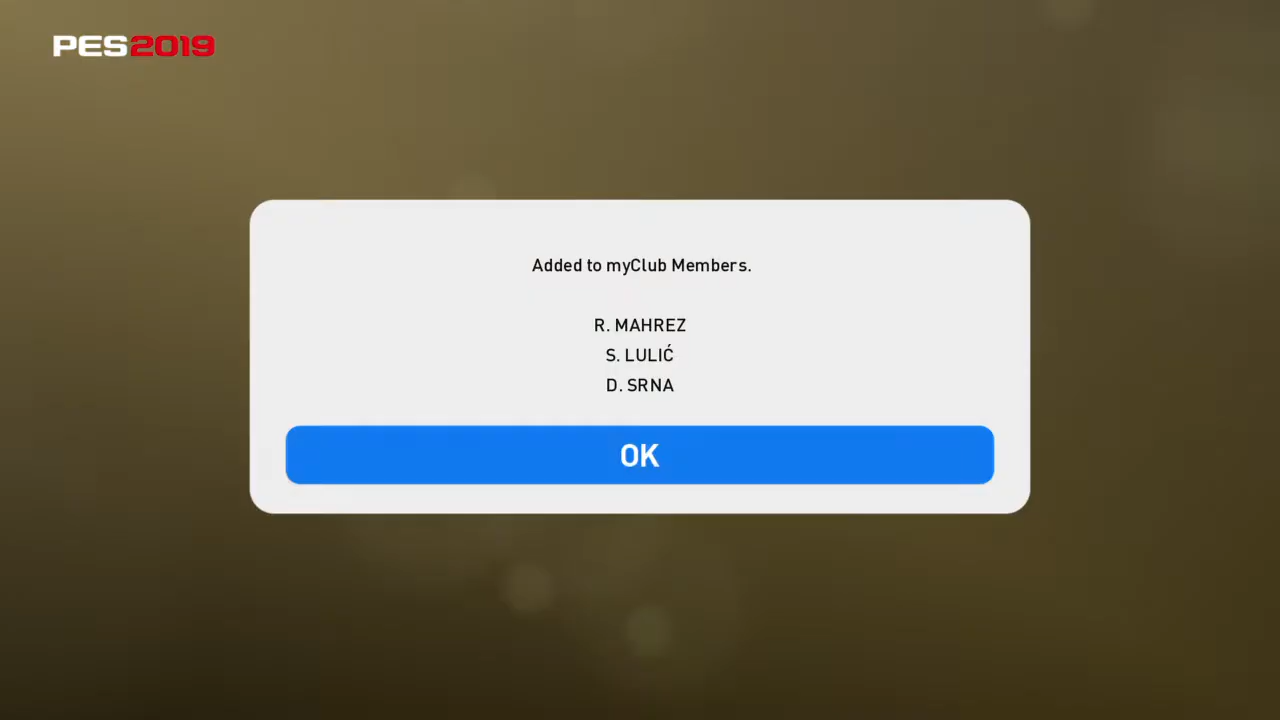 PES2019
Added to myClub Members.
R. MAHREZ
S. LULIĆ
D. SRNA
OK